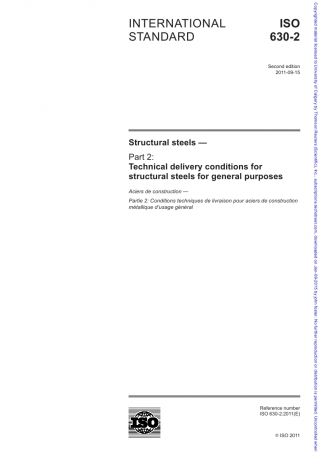 INTERNATIONAL
STANDARD
ISO
630-2
Second edition
2011-09-15
Structural steels —
Part 2:
Technical delivery conditions for
structural steels for general purposes
Aciers de construction —
Partie 2: Conditions techniques de livraison pour aciers de construction
métallique d'usage général
ISO
Reference number
ISO 630-2:2011(E)
© ISO 2011
Copyrighted material licensed to University of Calgary by Thomson Reuters (Scientific), Inc., subscriptions.techstreet.com, downloaded on Jan-09-2015 by
No further reproduction or distribution is permitted. Uncontrolled when